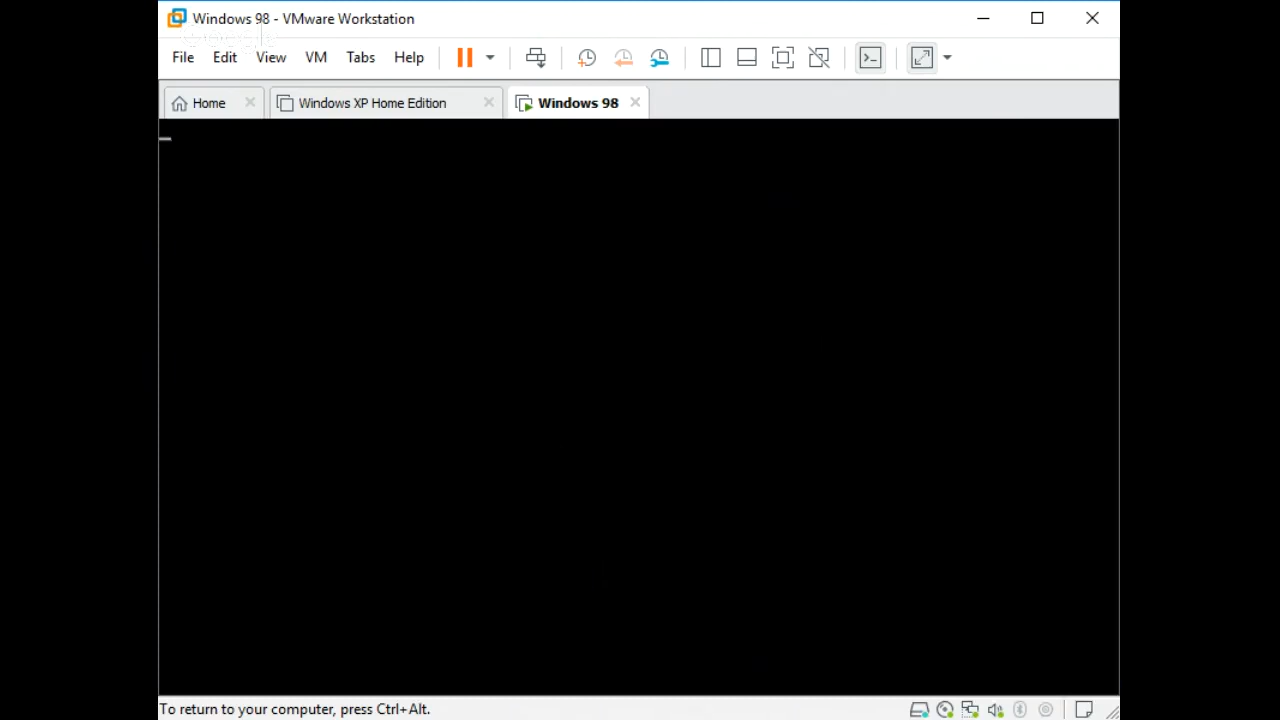 Windows 98 - VMware Workstation
Google
File Edit View VM Tabs Help
Home Windows XP Home Edition Windows 98
To return to your computer, press Ctrl+Alt.